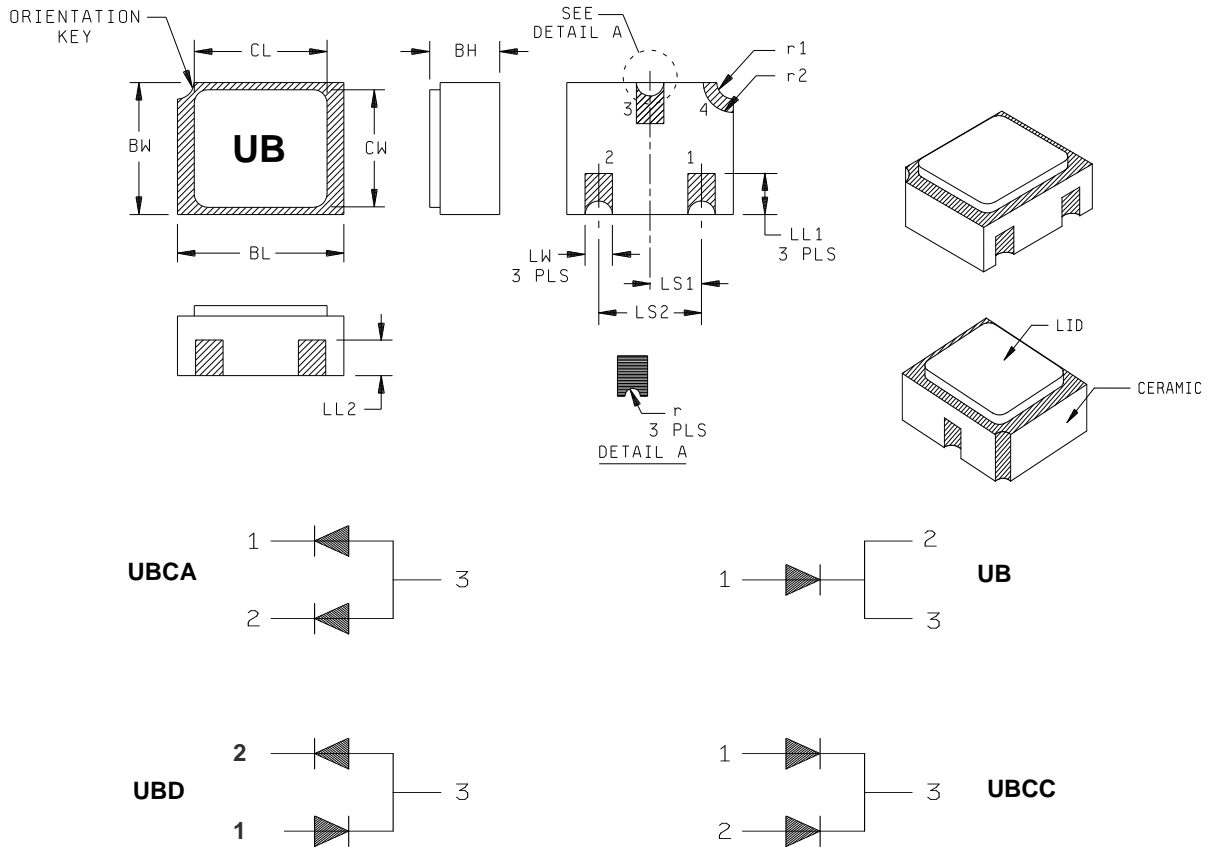 ORIENTATION
KEY
CL
BH
SEE
DETAIL A
r1
r2
BW
UB
CW
3
4
2
1
BL
LW
3 PLS
LL1
3 PLS
LS1
LS2
LL2
r
3 PLS
DETAIL A
LID
CERAMIC
UBCA
1
2
3
1
2
3
UB
UBD
2
1
3
1
2
3
UBCC